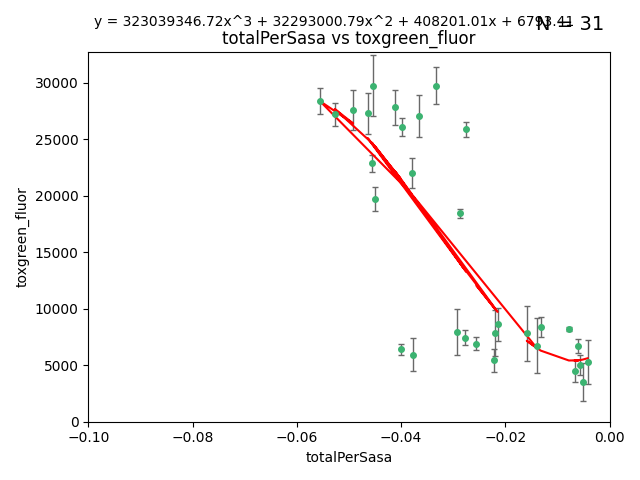 y = 323039346.72x^3 + 32293000.79x^2 + 408201.01x + 6793.41
N = 31
totalPerSasa vs toxgreen_fluor
30000
25000
20000
15000
10000
5000
0
toxgreen_fluor
−0.10 −0.08 −0.06 −0.04 −0.02 0.00
totalPerSasa